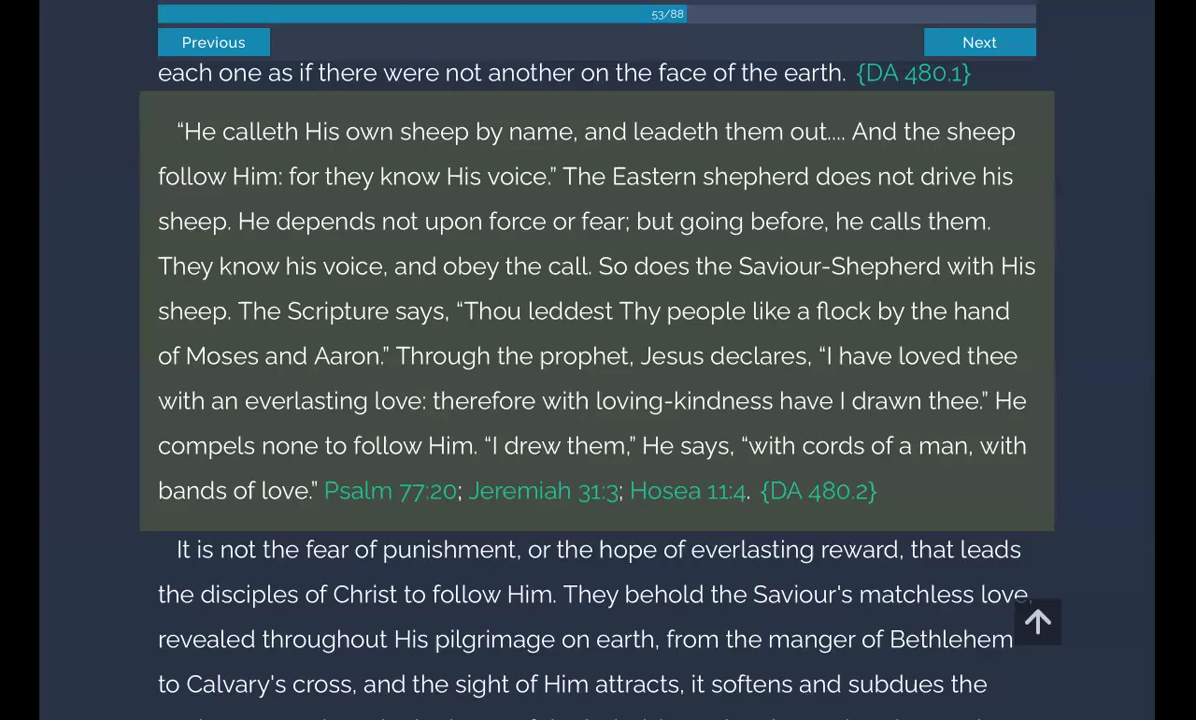 53/88
Previous
Next
each one as if there were not another on the face of the earth. {DA 480.1}
“He calleth His own sheep by name, and leadeth them out.... And the sheep
follow Him: for they know His voice.” The Eastern shepherd does not drive his
sheep. He depends not upon force or fear; but going before, he calls them.
They know his voice, and obey the call. So does the Saviour-Shepherd with His
sheep. The Scripture says, “Thou leddest Thy people like a flock by the hand
of Moses and Aaron.” Through the prophet, Jesus declares, “I have loved thee
with an everlasting love: therefore with loving-kindness have I drawn thee.” He
compels none to follow Him. “I drew them,” He says, “with cords of a man, with
bands of love.” Psalm 77:20; Jeremiah 31:3; Hosea 11:4. {DA 480.2}
It is not the fear of punishment, or the hope of everlasting reward, that leads
the disciples of Christ to follow Him. They behold the Saviour's matchless love,
revealed throughout His pilgrimage on earth, from the manger of Bethlehem
to Calvary's cross, and the sight of Him attracts, it softens and subdues the